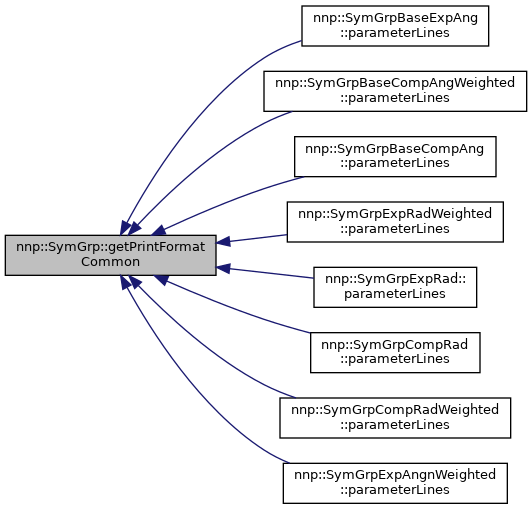 nnp::SymGrpBaseExpAng
::parameterLines
nnp::SymGrpBaseCompAngWeighted
::parameterLines
nnp::SymGrpBaseCompAng
::parameterLines
nnp::SymGrpExpRadWeighted
::parameterLines
nnp::SymGrp::getPrintFormat
Common
nnp::SymGrpExpRad::
parameterLines
nnp::SymGrpCompRad
::parameterLines
nnp::SymGrpCompRadWeighted
::parameterLines
nnp::SymGrpExpAngnWeighted
::parameterLines